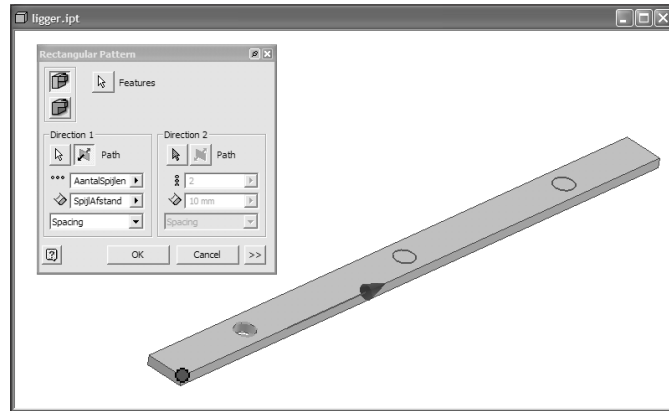 ligger.ipt
Rectangular Pattern
Features
Direction 1
Direction 2
Path
Path
AantalSpijlen
2
SpijlAfstand
10 mm
Spacing
Spacing
?
OK
Cancel
>>